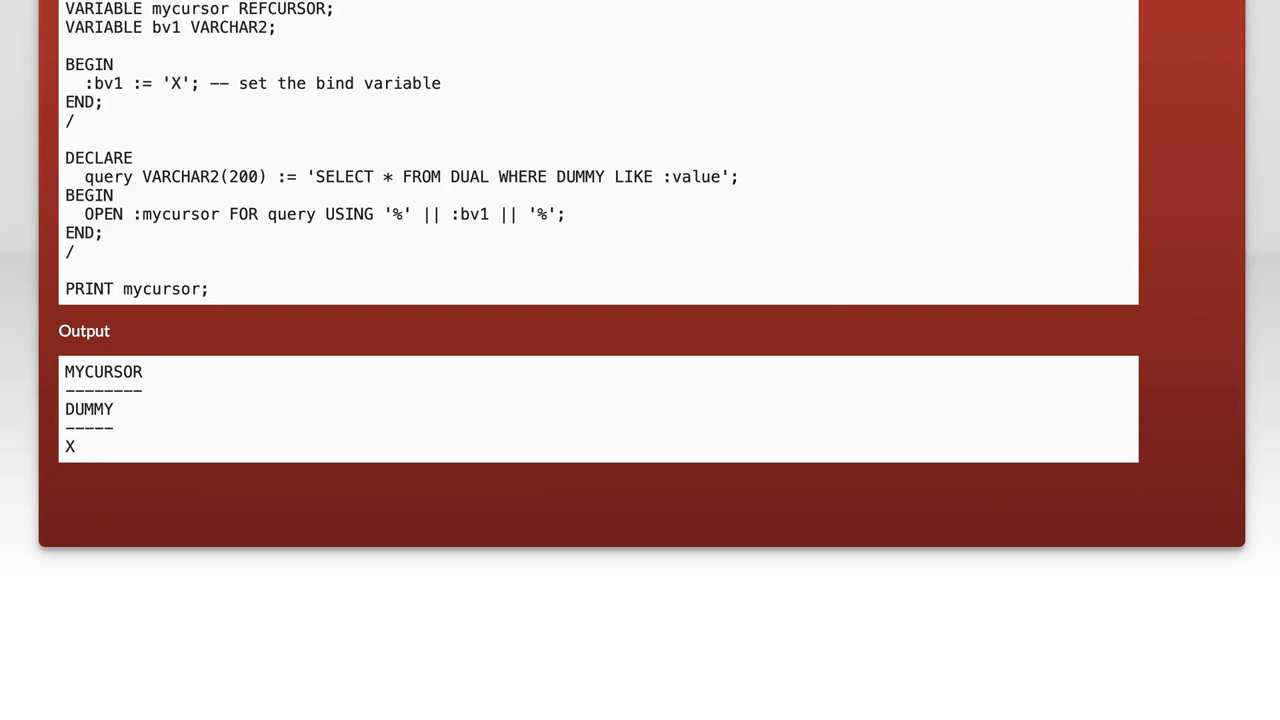 VARIABLE mycursor REFCURSOR;
VARIABLE bv1 VARCHAR2;
BEGIN
  :bv1 := 'X'; -- set the bind variable
END;
/
DECLARE
  query VARCHAR2(200) := 'SELECT * FROM DUAL WHERE DUMMY LIKE :value';
BEGIN
  OPEN :mycursor FOR query USING '%' || :bv1 || '%';
END;
/
PRINT mycursor;
Output
MYCURSOR
--------
DUMMY
-----
X